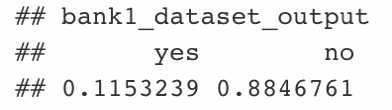 ## bank1_dataset_output
## yes no
## 0.1153239 0.8846761